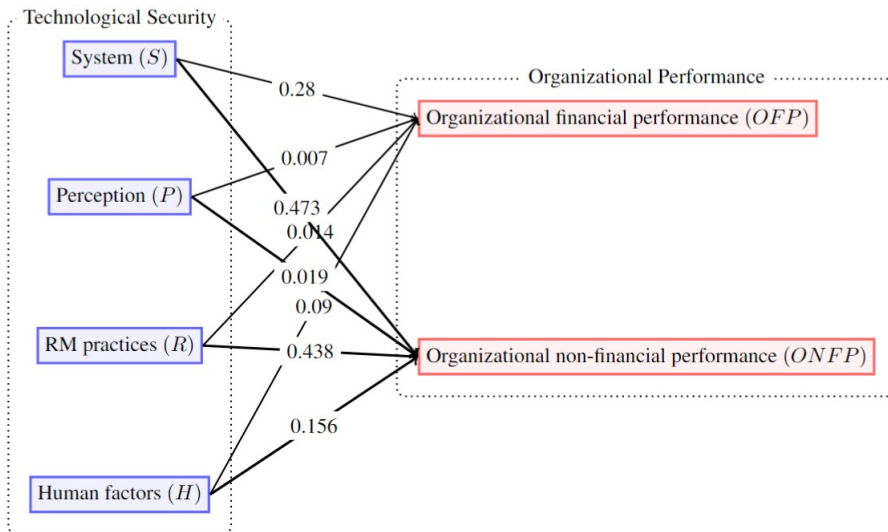 Technological Security
System (S)
Organizational Performance
0.28
Organizational financial performance (OFP)
0.007
Perception (P)
0.473
0.014
0.019
0.09
RM practices (R)
0.438
Organizational non-financial performance (ONFP)
0.156
Human factors (H)